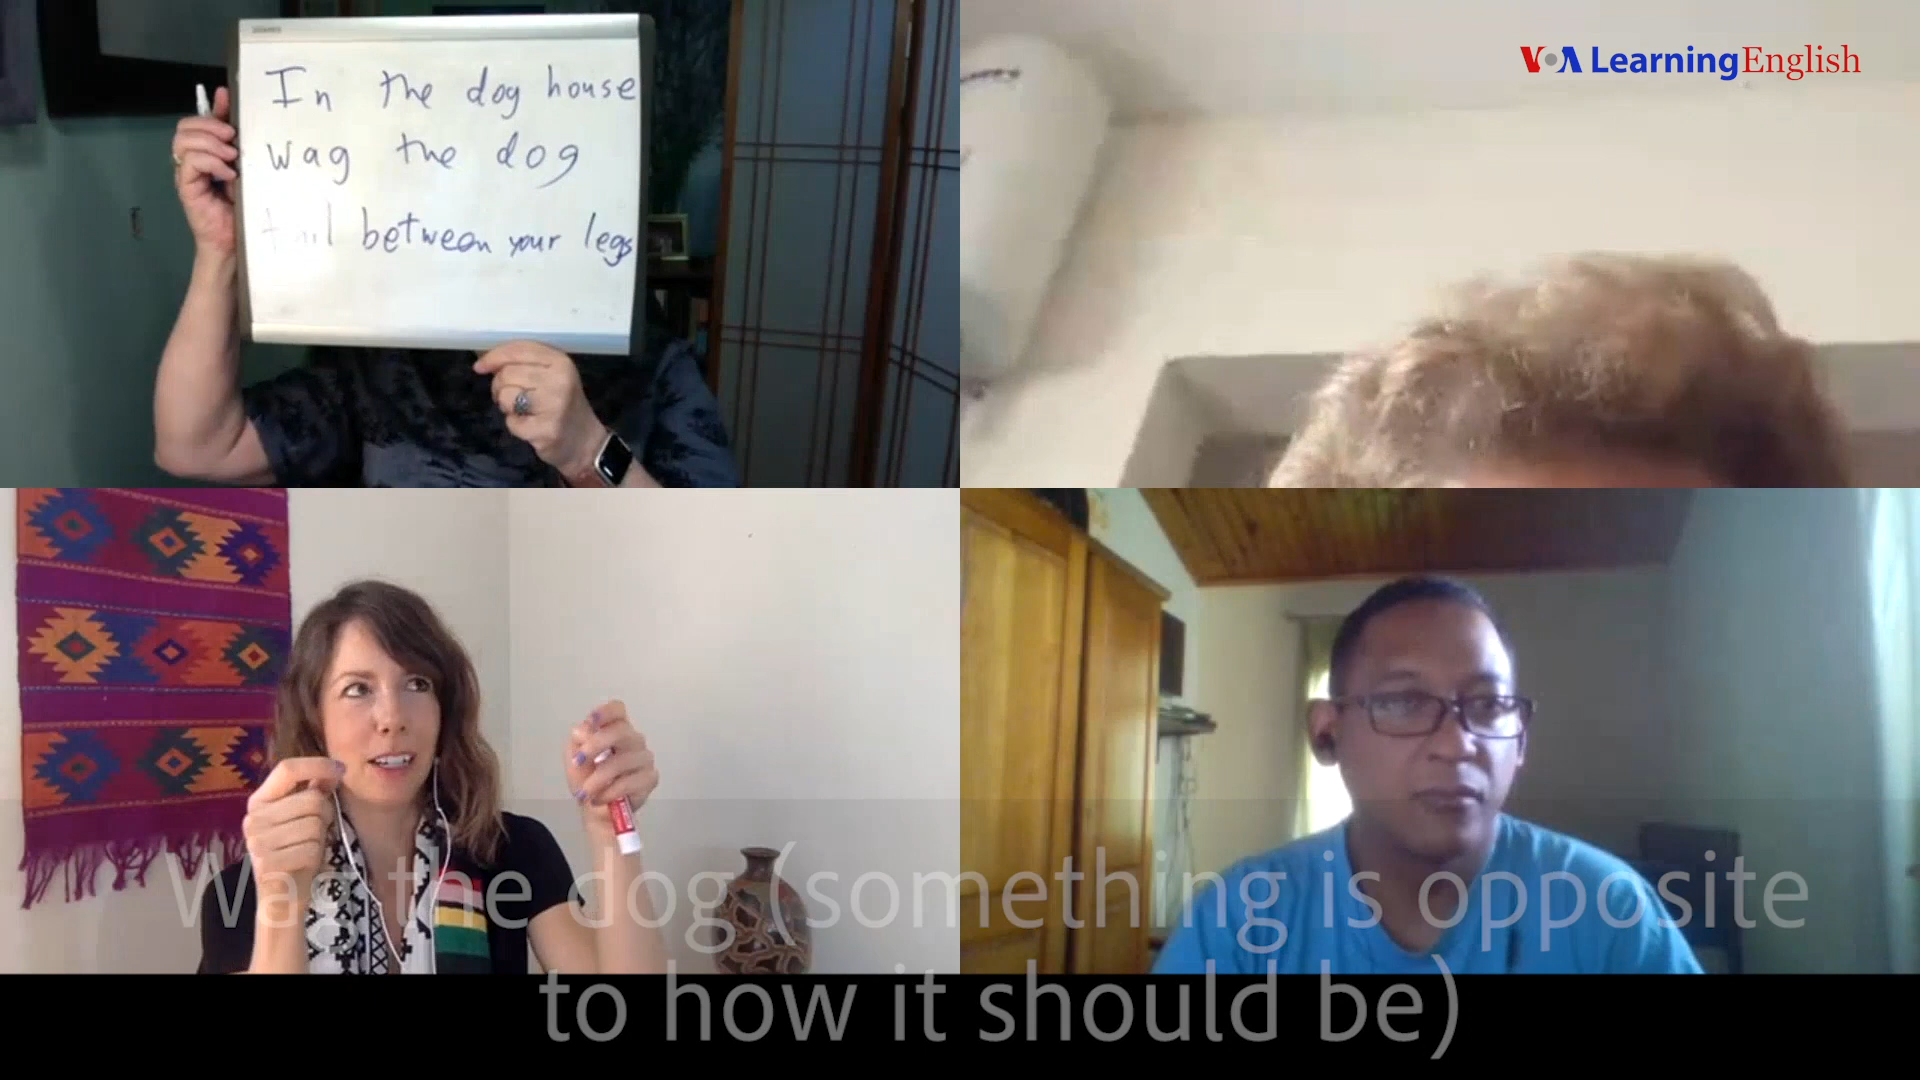 In the dog house
wag the dog
tail between your legs
VOA Learning English
Wag the dog (something is opposite
to how it should be)